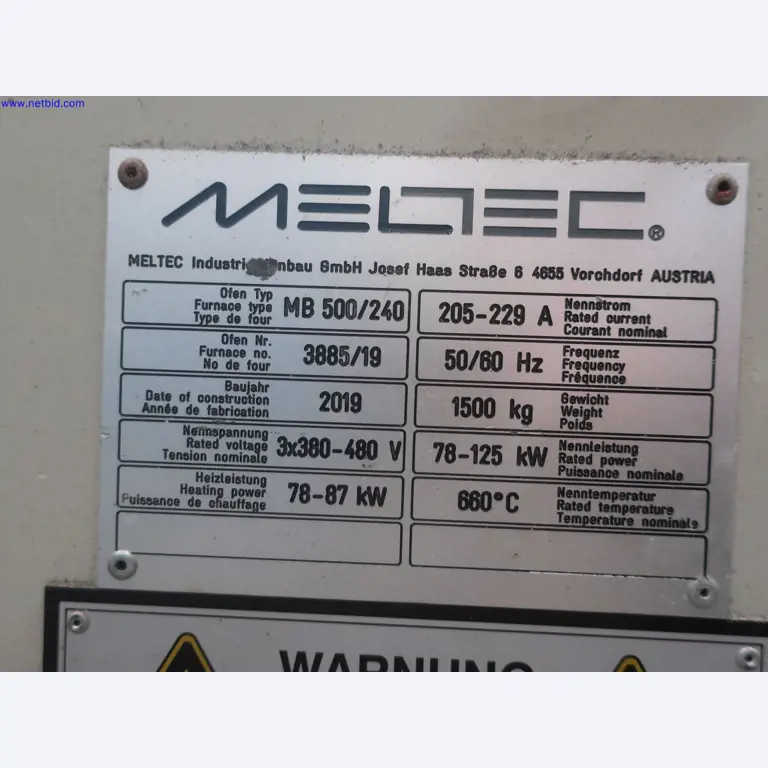 www.netbid.com
MELTEC®
MELTEC GmbH Josef Haas Straße 6 4655 Vorchdorf AUSTRIA
Ofen Typ
Furnace type
Type de four
MB 500/240
205-229 A
Nennstrom
Rated current
Courant nominal
Ofen Nr.
Furnace no.
No de four
3885/19
50/60 Hz
Frequenz
Frequency
Fréquence
Baujahr
Date of construction
Année de fabrication
2019
1500 kg
Gewicht
Weight
Poids
Nennspannung
Rated voltage
Tension nominale
3x380-480 V
78-125 kW
Nennleistung
Rated power
Puissance nominale
Heizleistung
Heating power
Puissance de chauffage
78-87 kW
660°C
Nenntemperatur
Rated temperature
Temperature nominale
WARNUNG